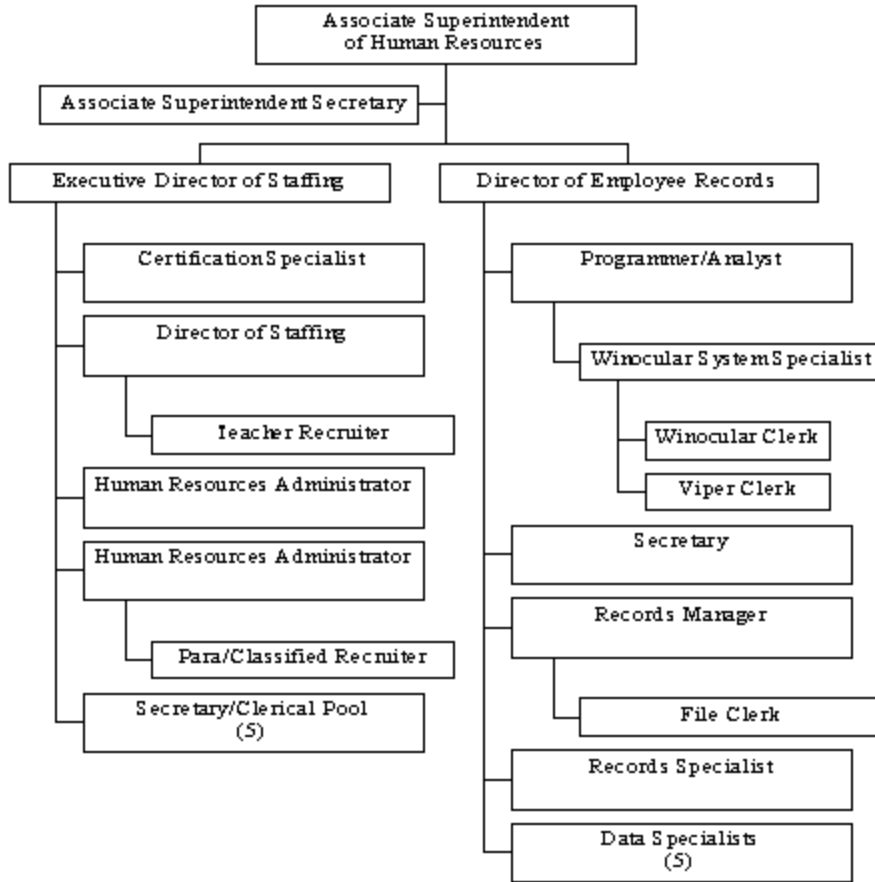 Associate Superintendent
of Human Resources
Associate Superintendent Secretary
Executive Director of Staffing
Director of Employee Records
Certification Specialist
Director of Staffing
Teacher Recruiter
Human Resources Administrator
Human Resources Administrator
Para/Classified Recruiter
Secretary/Clerical Pool
(5)
Programmer/Analyst
Winocular System Specialist
Winocular Clerk
Viper Clerk
Secretary
Records Manager
File Clerk
Records Specialist
Data Specialists
(5)